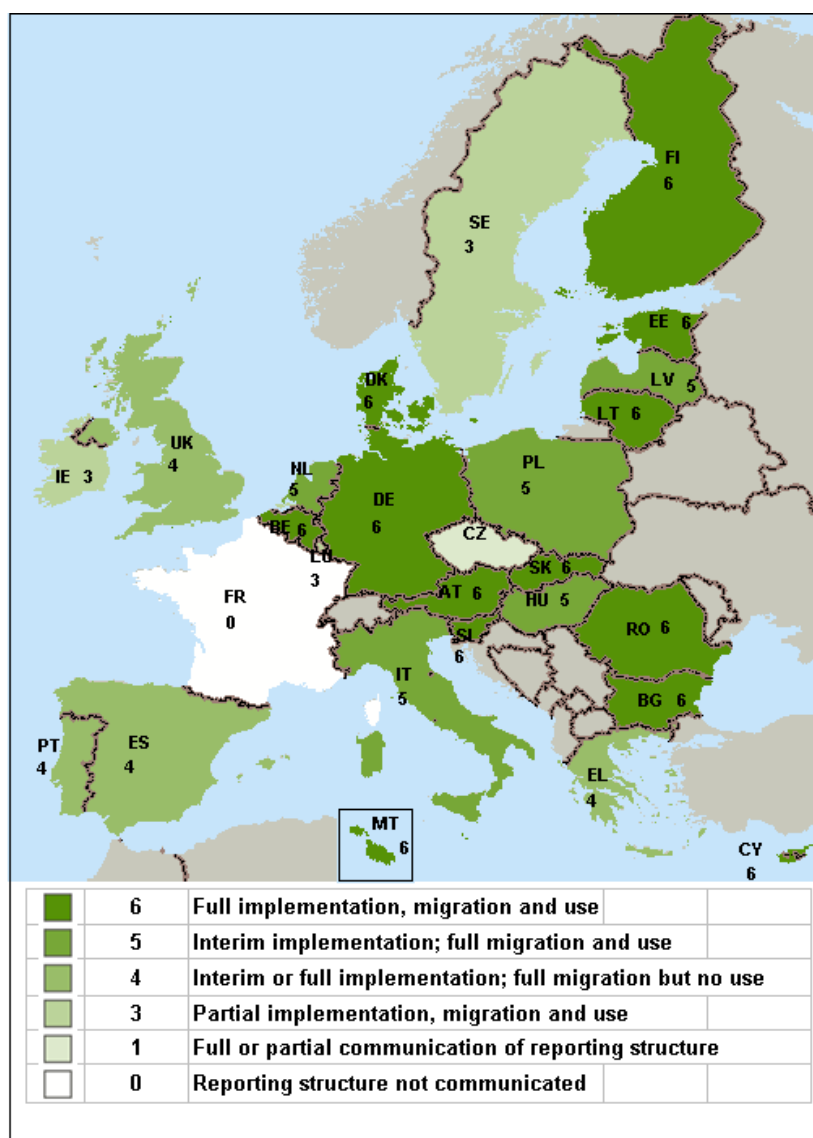 FI
6
SE
3
EE 6
LV 5
DK
6
LT 6
UK
4
IE 3
NL
5
PL
5
DE
6
BE 6
CZ
LU
3
SK 6
FR
0
AT 6
HU 5
SI
6
RO 6
IT
5
BG 6
PT
4
ES
4
EL
4
MT
6
CY
6
6 Full implementation, migration and use
5 Interim implementation; full migration and use
4 Interim or full implementation; full migration but no use
3 Partial implementation, migration and use
1 Full or partial communication of reporting structure
0 Reporting structure not communicated